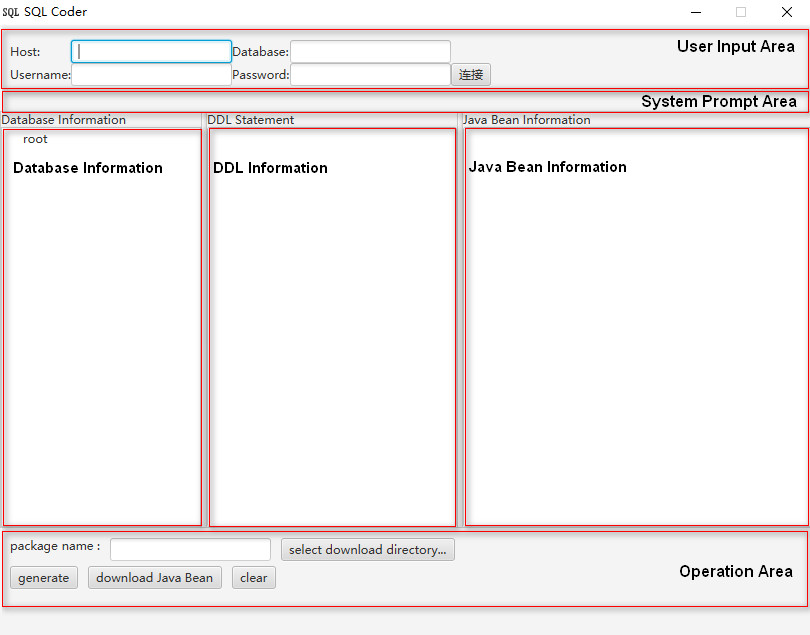 SQL SQL Coder
Host: Database: User Input Area
Username: Password: 连接
System Prompt Area
Database Information DDL Statement Java Bean Information
root
Database Information DDL Information Java Bean Information
package name : select download directory...
generate download Java Bean clear Operation Area